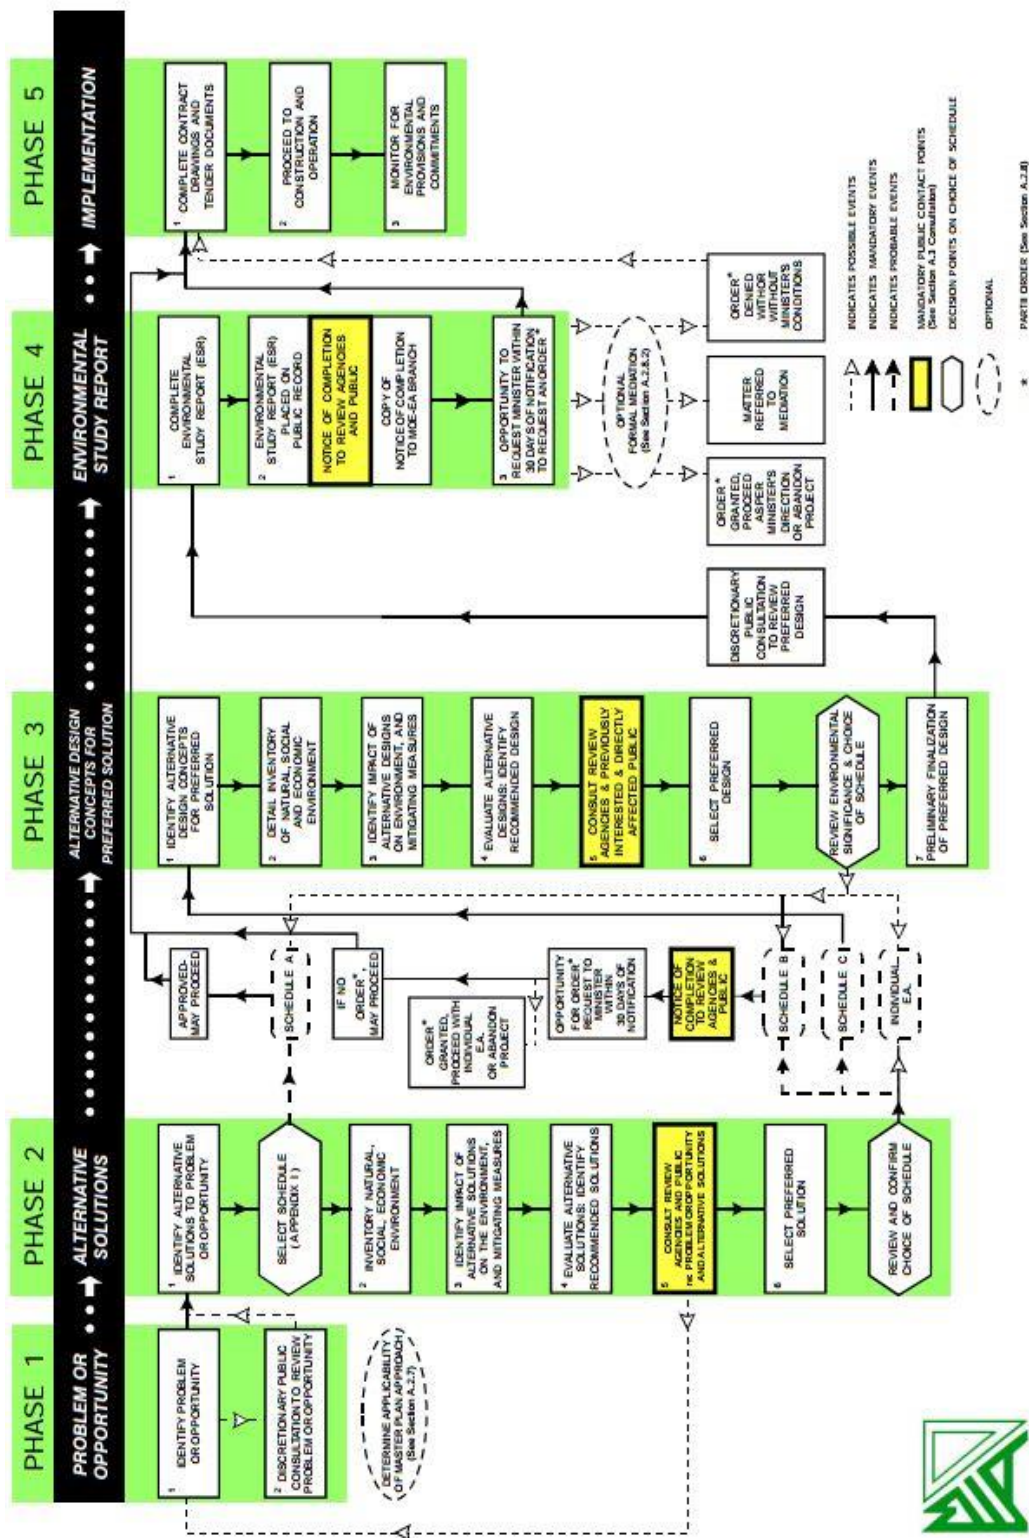 PHASE 1
PROBLEM OR
OPPORTUNITY
1
IDENTIFY PROBLEM
OR OPPORTUNITY
2
DISCRETIONARY PUBLIC
CONSULTATION TO REVIEW
PROBLEM OR OPPORTUNITY
DETERMINE APPLICABILITY
OF MASTER PLAN APPROACH
(See Section A.2.7)
PHASE 2
ALTERNATIVE
SOLUTIONS
1
IDENTIFY ALTERNATIVE
SOLUTIONS TO PROBLEM
OR OPPORTUNITY
SELECT SCHEDULE
(APPENDIX I)
2
INVENTORY NATURAL,
SOCIAL, ECONOMIC
ENVIRONMENT
3
IDENTIFY IMPACT OF
ALTERNATIVE SOLUTIONS
ON THE ENVIRONMENT,
AND MITIGATING MEASURES
4
EVALUATE ALTERNATIVE
SOLUTIONS: IDENTIFY
RECOMMENDED SOLUTIONS
5
CONSULT REVIEW
AGENCIES AND PUBLIC
re: PROBLEM OR OPPORTUNITY
AND ALTERNATIVE SOLUTIONS
6
SELECT PREFERRED
SOLUTION
REVIEW AND CONFIRM
CHOICE OF SCHEDULE
APPROVED-
MAY PROCEED
SCHEDULE A
IF NO
ORDER*,
MAY PROCEED
ORDER*
GRANTED,
PROCEED WITH
INDIVIDUAL
E.A.
OR ABANDON
PROJECT
OPPORTUNITY
FOR ORDER*
REQUEST TO
MINISTER
WITHIN
30 DAYS OF
NOTIFICATION
NOTICE OF
COMPLETION
TO REVIEW
AGENCIES &
PUBLIC
SCHEDULE B
SCHEDULE C
INDIVIDUAL
E.A.
PHASE 3
ALTERNATIVE DESIGN
CONCEPTS FOR
PREFERRED SOLUTION
1
IDENTIFY ALTERNATIVE
DESIGN CONCEPTS
FOR PREFERRED
SOLUTION
2
DETAIL INVENTORY
OF NATURAL, SOCIAL
AND ECONOMIC
ENVIRONMENT
3
IDENTIFY IMPACT OF
ALTERNATIVE DESIGNS
ON ENVIRONMENT, AND
MITIGATING MEASURES
4
EVALUATE ALTERNATIVE
DESIGNS: IDENTIFY
RECOMMENDED DESIGN
5
CONSULT REVIEW
AGENCIES & PREVIOUSLY
INTERESTED & DIRECTLY
AFFECTED PUBLIC
6
SELECT PREFERRED
DESIGN
REVIEW ENVIRONMENTAL
SIGNIFICANCE & CHOICE
OF SCHEDULE
7
PRELIMINARY FINALIZATION
OF PREFERRED DESIGN
DISCRETIONARY
PUBLIC
CONSULTATION
TO REVIEW
PREFERRED
DESIGN
PHASE 4
ENVIRONMENTAL
STUDY REPORT
1
COMPLETE
ENVIRONMENTAL
STUDY REPORT (ESR)
2
ENVIRONMENTAL
STUDY REPORT (ESR)
PLACED ON
PUBLIC RECORD
NOTICE OF COMPLETION
TO REVIEW AGENCIES
AND PUBLIC
COPY OF
NOTICE OF COMPLETION
TO MOE-EA BRANCH
3
OPPORTUNITY TO
REQUEST MINISTER WITHIN
30 DAYS OF NOTIFICATION
TO REQUEST AN ORDER*
OPTIONAL
FORMAL MEDIATION
(See Section A.2.8.2)
ORDER*
GRANTED,
PROCEED
AS PER
MINISTER'S
DIRECTION
OR ABANDON
PROJECT
MATTER
REFERRED
TO
MEDIATION
ORDER*
DENIED
WITH OR
WITHOUT
MINISTER'S
CONDITIONS
PHASE 5
IMPLEMENTATION
1
COMPLETE CONTRACT
DRAWINGS AND
TENDER DOCUMENTS
2
PROCEED TO
CONSTRUCTION AND
OPERATION
3
MONITOR FOR
ENVIRONMENTAL
PROVISIONS AND
COMMITMENTS
INDICATES POSSIBLE EVENTS
INDICATES MANDATORY EVENTS
INDICATES PROBABLE EVENTS
MANDATORY PUBLIC CONTACT POINTS
(See Section A.3 Consultation)
DECISION POINTS ON CHOICE OF SCHEDULE
OPTIONAL
* PART II ORDER (See Section A.2.8)